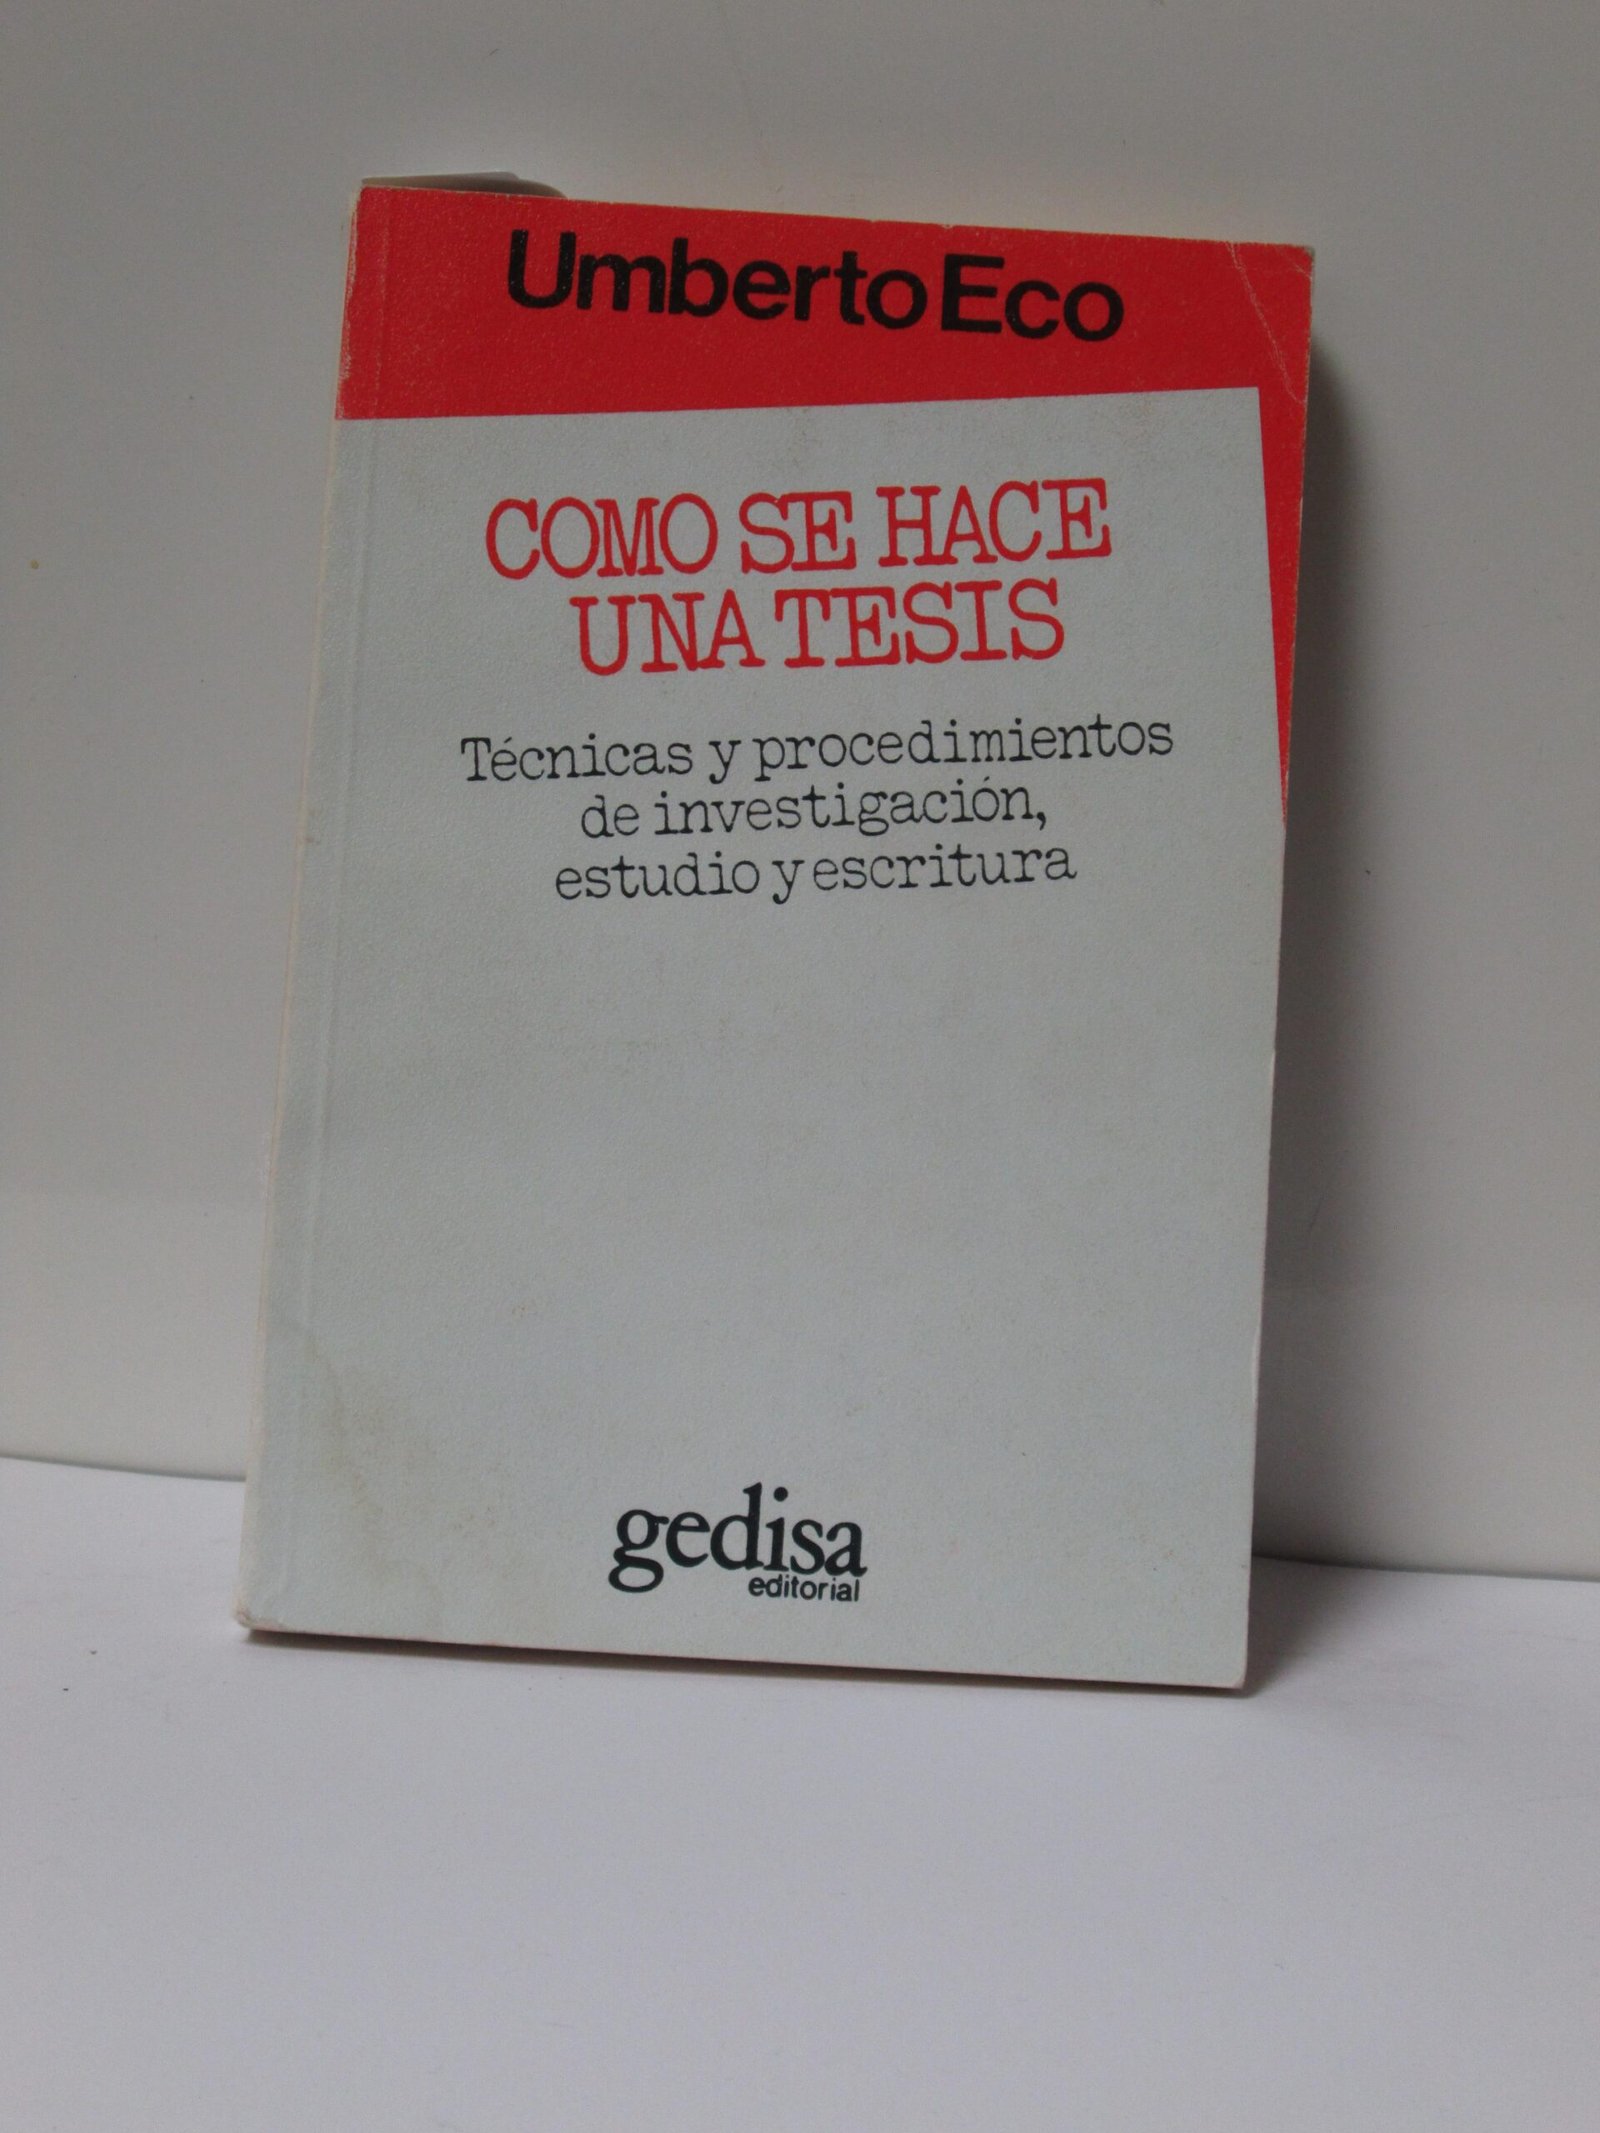 Umberto Eco
COMO SE HACE
UNA TESIS
Técnicas y procedimientos
de investigación,
estudio y escritura
gedisa
editorial